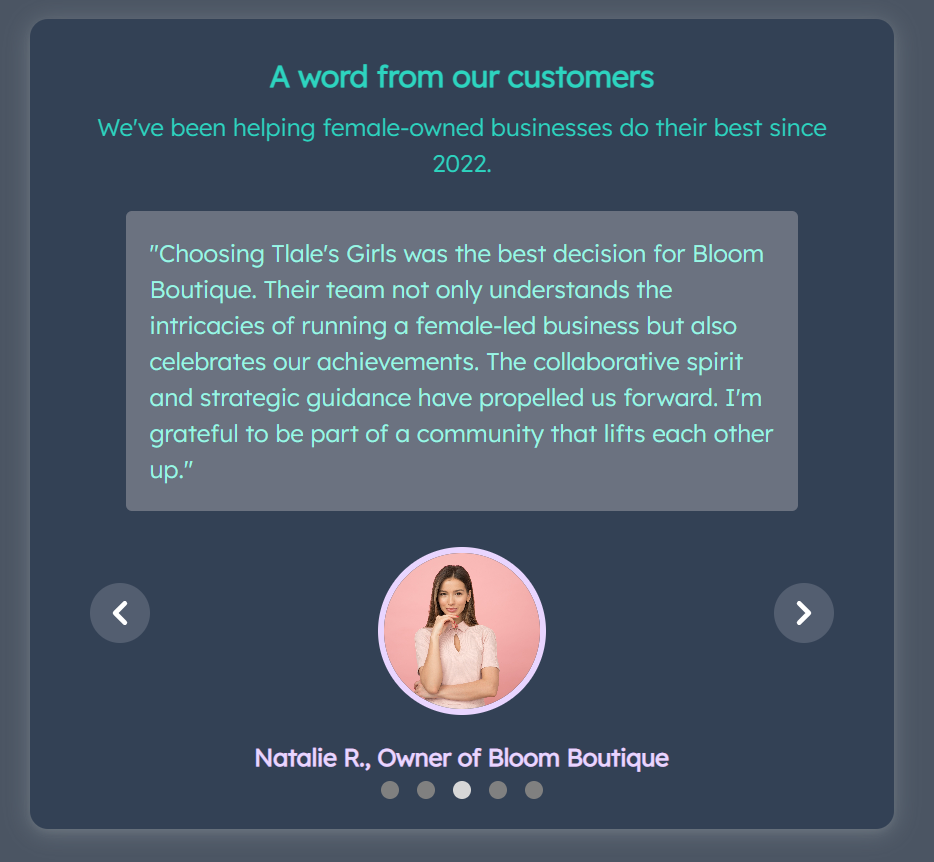 A word from our customers
We've been helping female-owned businesses do their best since
2022.
"Choosing Tlale's Girls was the best decision for Bloom
Boutique. Their team not only understands the
intricacies of running a female-led business but also
celebrates our achievements. The collaborative spirit
and strategic guidance have propelled us forward. I'm
grateful to be part of a community that lifts each other
up."
Natalie R., Owner of Bloom Boutique